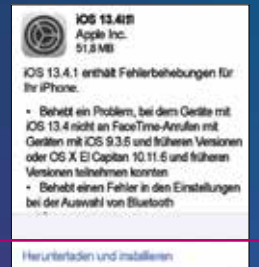 iOS 13.4.1
Apple Inc.
51,8 MB
iOS 13.4.1 enthält Fehlerbehebungen für
Ihr iPhone.
• Behebt ein Problem, bei dem Geräte mit
iOS 13.4 nicht an FaceTime-Anrufen mit
Geräten mit iOS 9.3.6 und früheren Versionen
oder OS X El Capitan 10.11.6 und früheren
Versionen teilnehmen konnten
• Behebt einen Fehler in den Einstellungen
bei der Auswahl von Bluetooth
Herunterladen und installieren